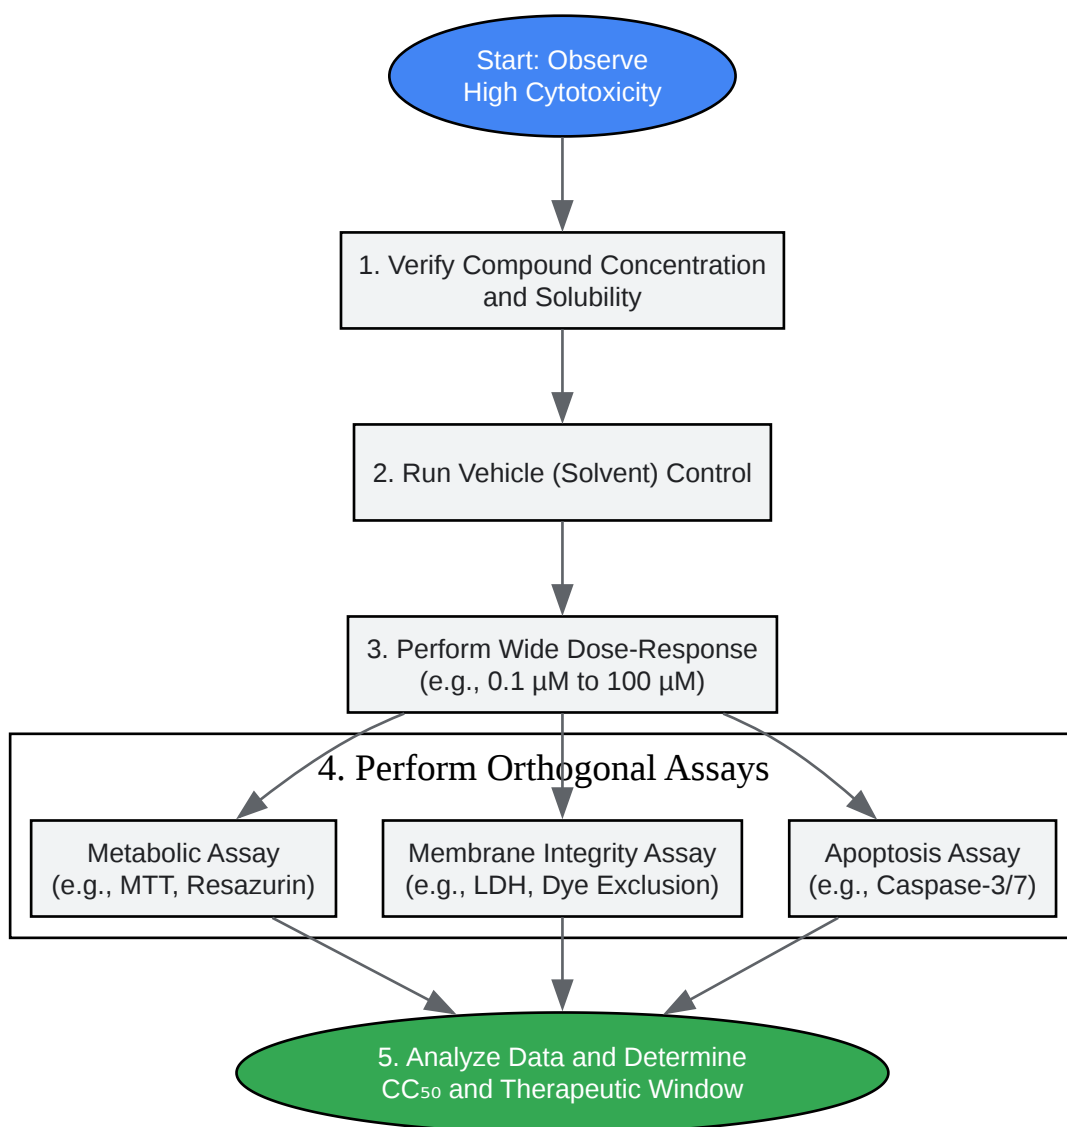 Start: Observe
High Cytotoxicity
1. Verify Compound Concentration
and Solubility
2. Run Vehicle (Solvent) Control
3. Perform Wide Dose-Response
(e.g., 0.1 µM to 100 µM)
4. Perform Orthogonal Assays
Metabolic Assay
(e.g., MTT, Resazurin)
Membrane Integrity Assay
(e.g., LDH, Dye Exclusion)
Apoptosis Assay
(e.g., Caspase-3/7)
5. Analyze Data and Determine
CC₅₀ and Therapeutic Window